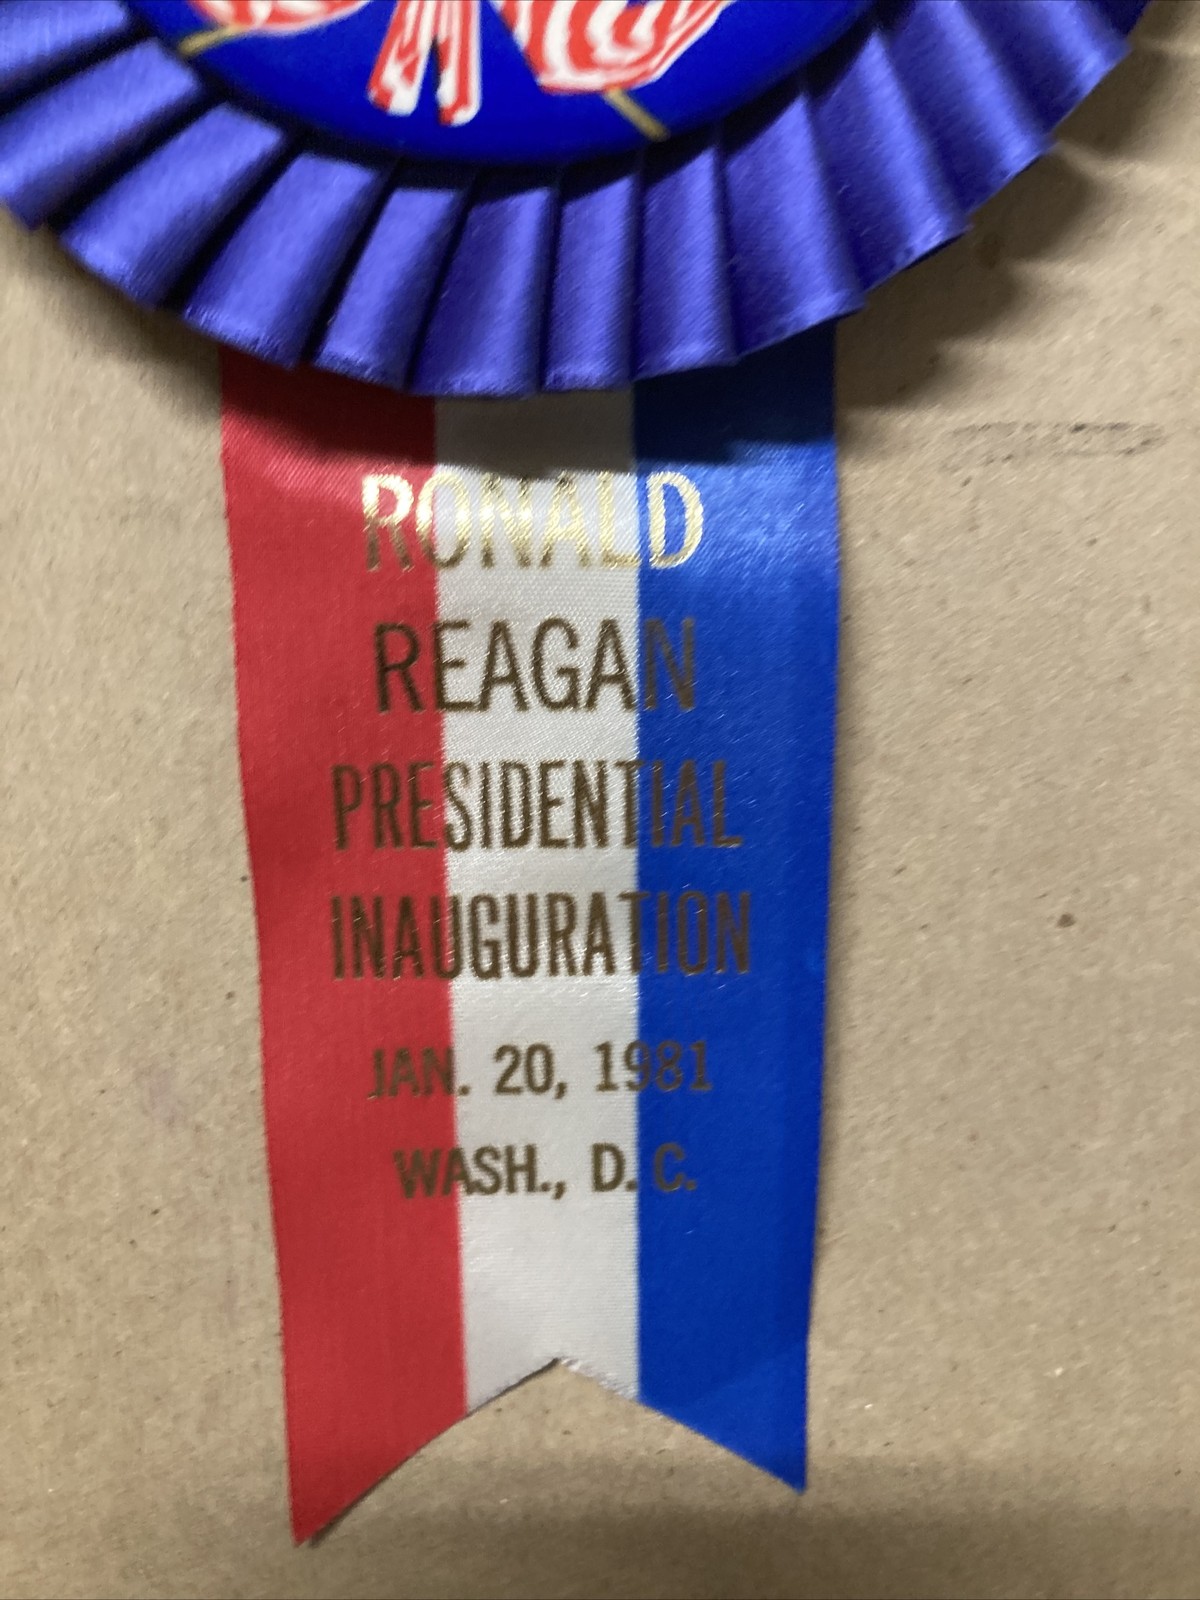 RONALD
REAGAN
PRESIDENTIAL
INAUGURATION
JAN. 20, 1981
WASH., D. C.